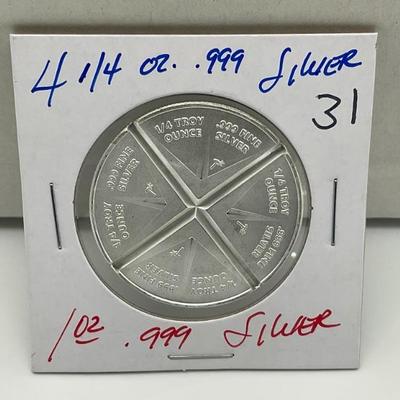 4 1/4 oz. .999 SILVER
31
1/4 TROY
OUNCE
.999 FINE
SILVER
1/4 TROY
OUNCE
.999 FINE
SILVER
1/4 TROY
OUNCE
.999 FINE
SILVER
1/4 TROY
OUNCE
.999 FINE
SILVER
1oz .999 SILVER